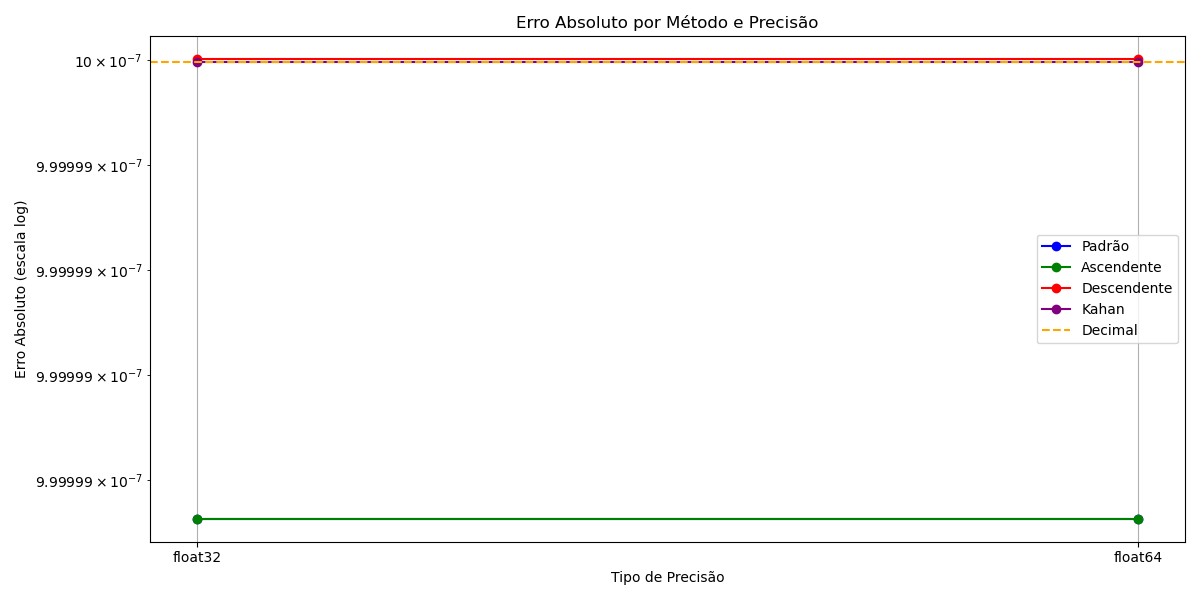 Erro Absoluto por Método e Precisão
10 × 10⁻⁷
9.99999 × 10⁻⁷
9.99999 × 10⁻⁷
9.99999 × 10⁻⁷
9.99999 × 10⁻⁷
Erro Absoluto (escala log)
Padrão
Ascendente
Descendente
Kahan
Decimal
float32
float64
Tipo de Precisão